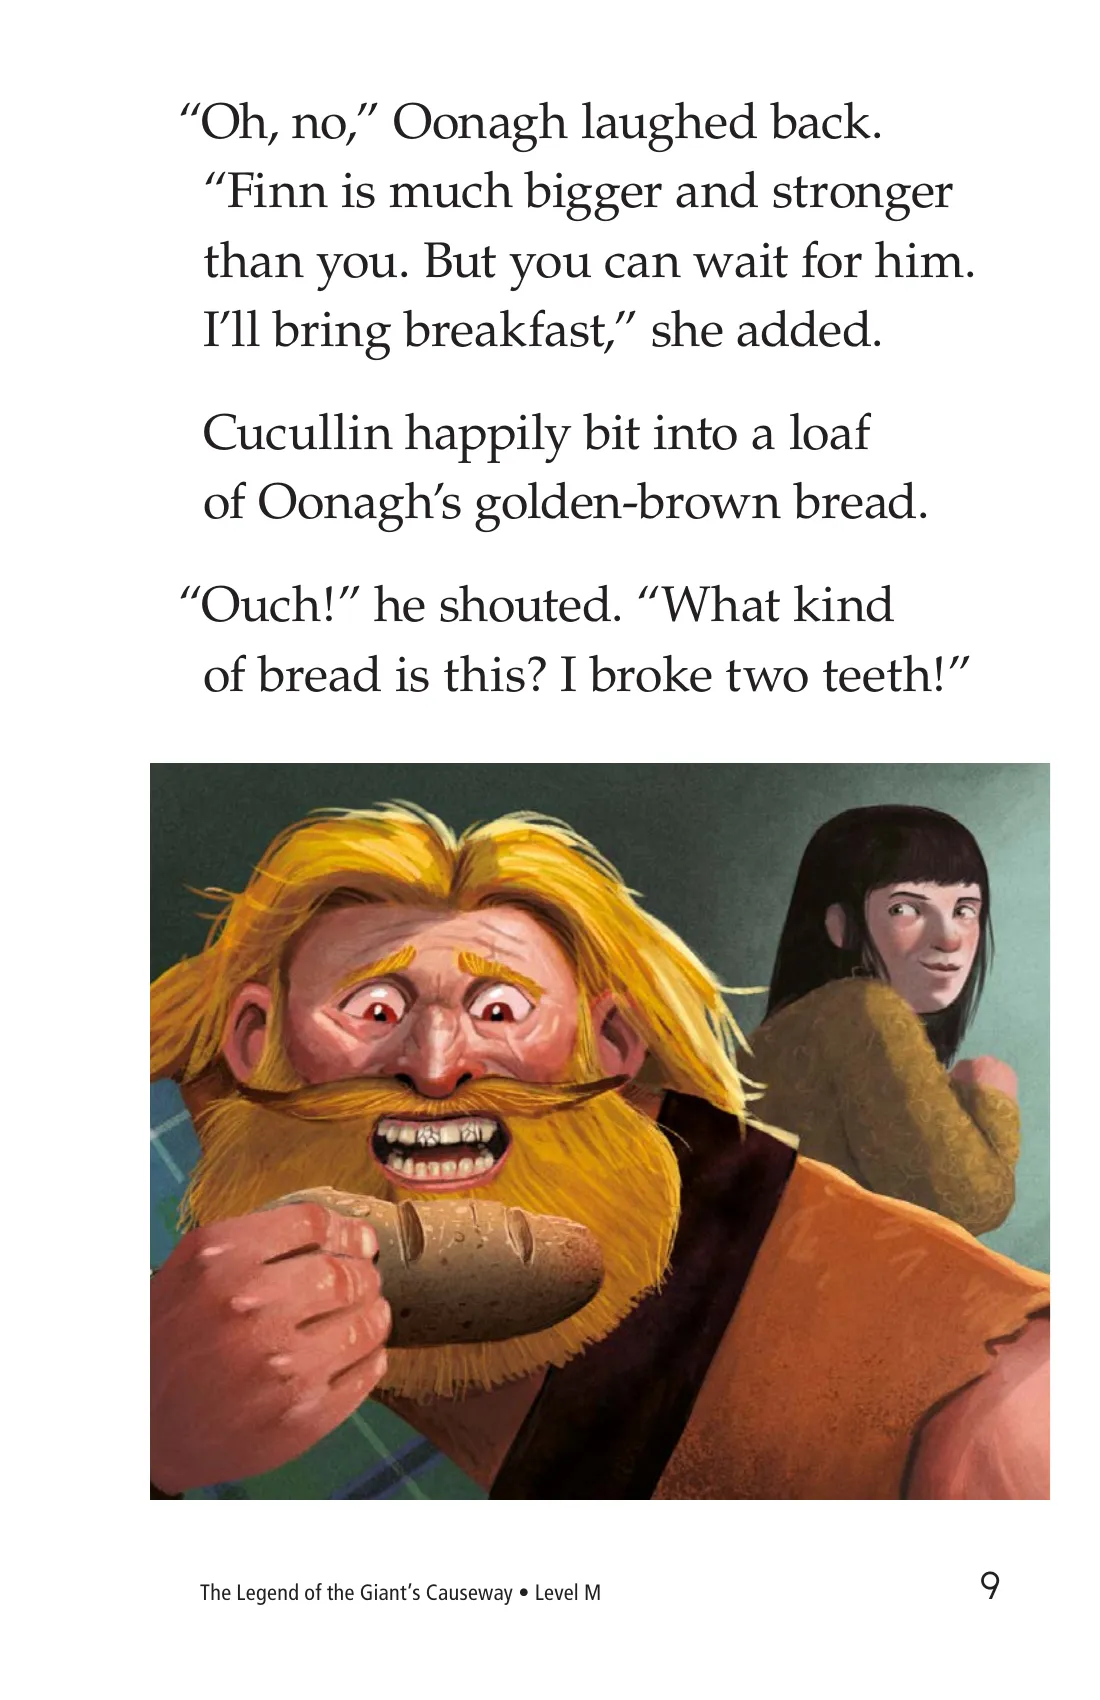 “Oh, no,” Oonagh laughed back.
“Finn is much bigger and stronger
than you. But you can wait for him.
I’ll bring breakfast,” she added.
Cucullin happily bit into a loaf
of Oonagh’s golden-brown bread.
“Ouch!” he shouted. “What kind
of bread is this? I broke two teeth!”
The Legend of the Giant’s Causeway • Level M
9